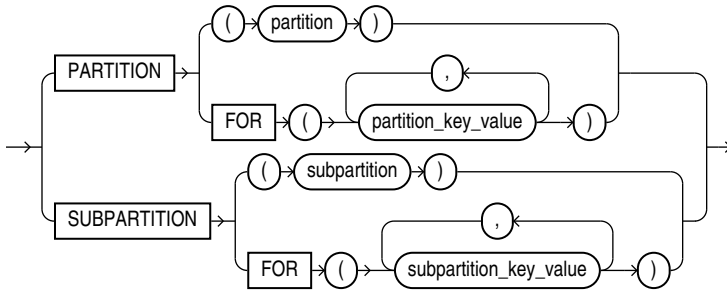 ( partition )
PARTITION
,
FOR ( partition_key_value )
( subpartition )
SUBPARTITION
,
FOR ( subpartition_key_value )